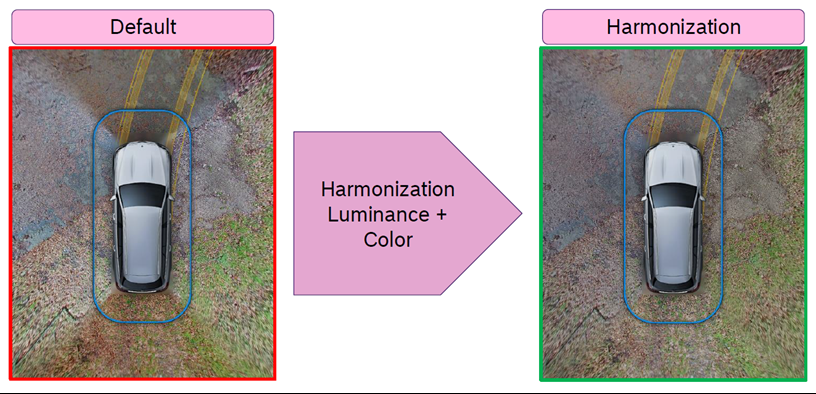 Default
Harmonization
Harmonization
Luminance +
Color